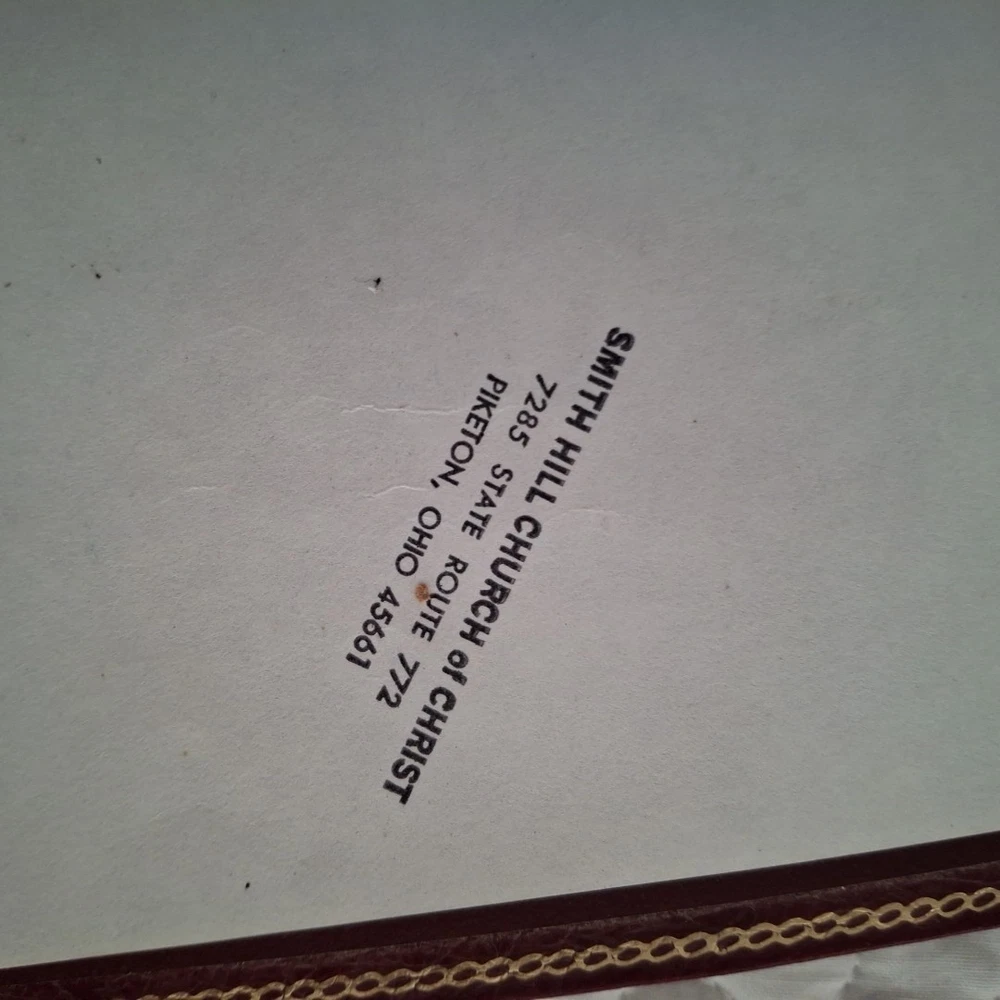 SMITH HILL CHURCH of CHRIST
7285 STATE ROUTE 772
PIKETON, OHIO 45661